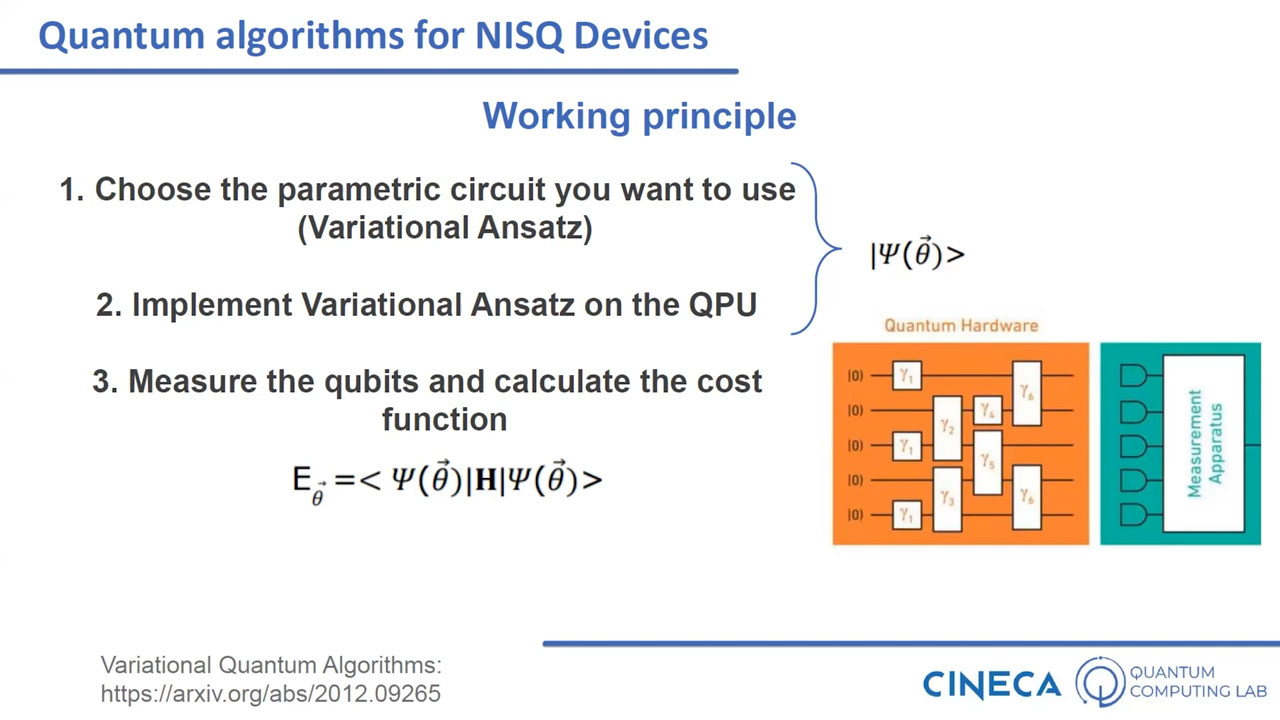 Quantum algorithms for NISQ Devices
Working principle
1. Choose the parametric circuit you want to use
(Variational Ansatz)
2. Implement Variational Ansatz on the QPU
|Ψ(θ⃗)>
3. Measure the qubits and calculate the cost
function
E_θ⃗ =< Ψ(θ⃗)|H|Ψ(θ⃗)>
Quantum Hardware
|0⟩ γ₁ γ₆
|0⟩ γ₂ γ₄
|0⟩ γ₁ γ₅
|0⟩ γ₃ γ₆
|0⟩ γ₁
Measurement
Apparatus
Variational Quantum Algorithms:
https://arxiv.org/abs/2012.09265
CINECA
QUANTUM
COMPUTING LAB